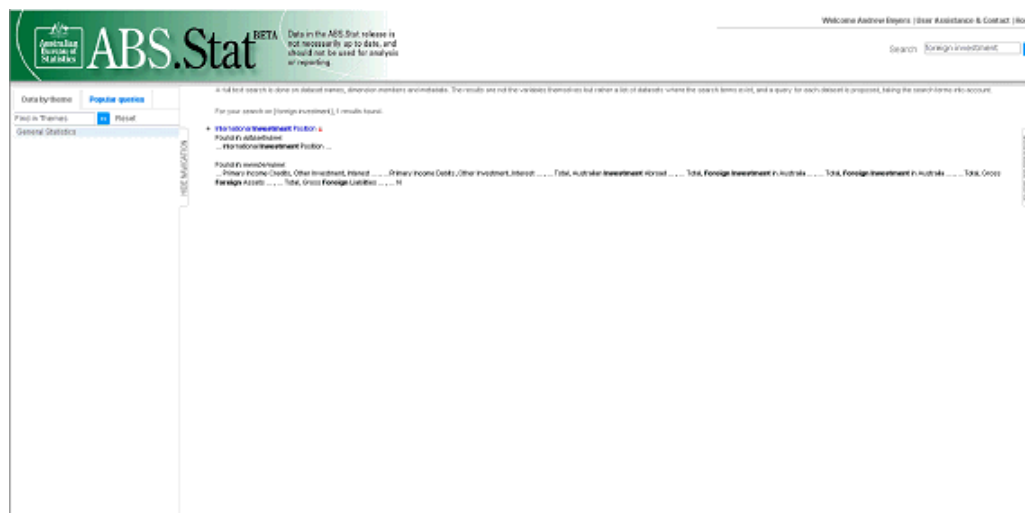 Australian
Bureau of
Statistics
ABS.Stat BETA
Data in the ABS.Stat release is
not necessarily up to date, and
should not be used for analysis
or reporting.
Welcome Andrew | User Assistance & Contact |
Search foreign investment
Data by theme Popular queries
Find in Themes Reset
General Statistics
HIDE NAVIGATION
A full text search is done on dataset names, dimension members and metadata. The results are not the variables themselves but rather a list of datasets where the search terms exist, and a query for each dataset is proposed, taking the search terms into account.
For your search on [foreign investment], 1 results found.
International Investment Position
Found in
... International Investment Position ...
Found in
... Primary Income Credits, Other Investment, Interest ... ... Primary Income Debits, Other Investment, Interest ... ... Total, Australian Investment Abroad ... ... Total, Foreign Investment in Australia ... ... Total, Foreign Investment in Australia ... ... Total, Gross
Foreign Assets ... ... Total, Gross Foreign Liabilities ... ...